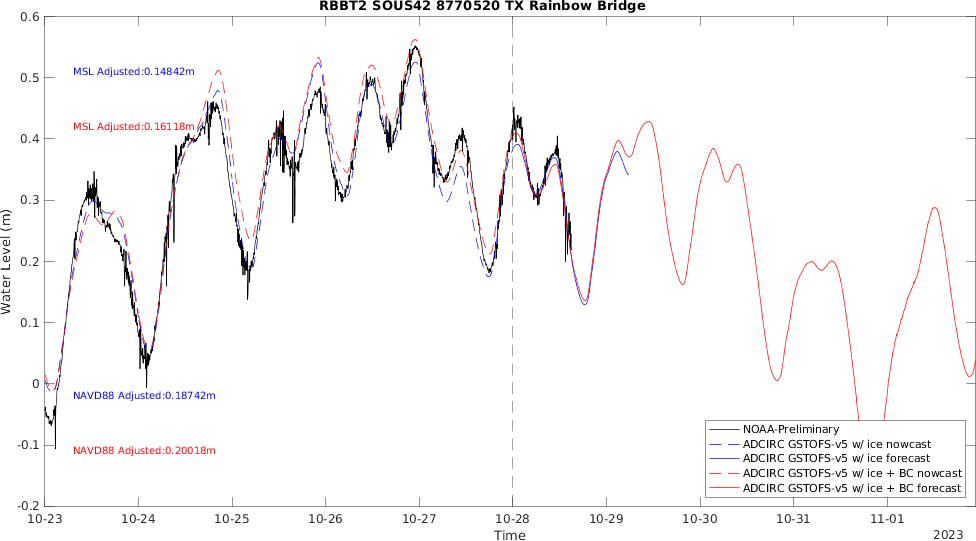 RBBT2 SOUS42 8770520 TX Rainbow Bridge
0.6
0.5
0.4
0.3
0.2
0.1
0
-0.1
-0.2
Water Level (m)
MSL Adjusted:0.14842m
MSL Adjusted:0.16118m
NAVD88 Adjusted:0.18742m
NAVD88 Adjusted:0.20018m
NOAA-Preliminary
ADCIRC GSTOFS-v5 w/ ice nowcast
ADCIRC GSTOFS-v5 w/ ice forecast
ADCIRC GSTOFS-v5 w/ ice + BC nowcast
ADCIRC GSTOFS-v5 w/ ice + BC forecast
10-23 10-24 10-25 10-26 10-27 10-28 10-29 10-30 10-31 11-01
Time
2023